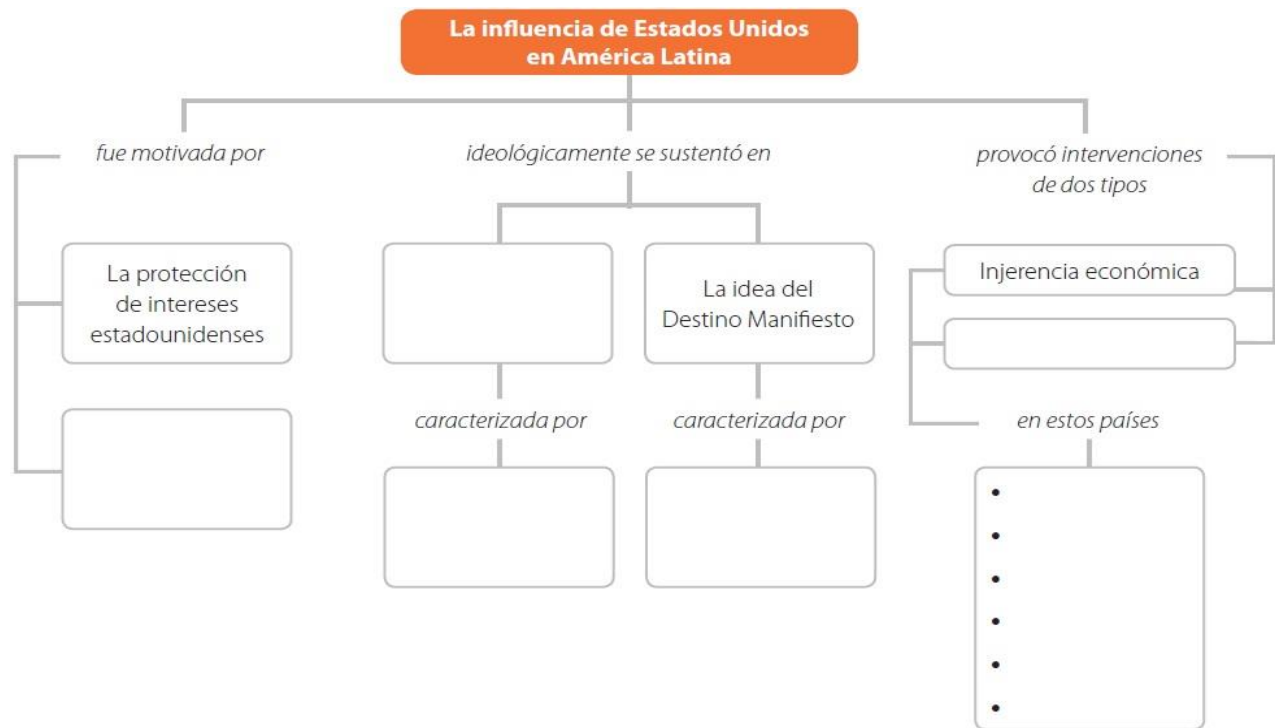 La influencia de Estados Unidos
en América Latina
fue motivada por
ideológicamente se sustentó en
provocó intervenciones
de dos tipos
La protección
de intereses
estadounidenses
La idea del
Destino Manifiesto
Injerencia económica
caracterizada por
caracterizada por
en estos países
•
•
•
•
•
•